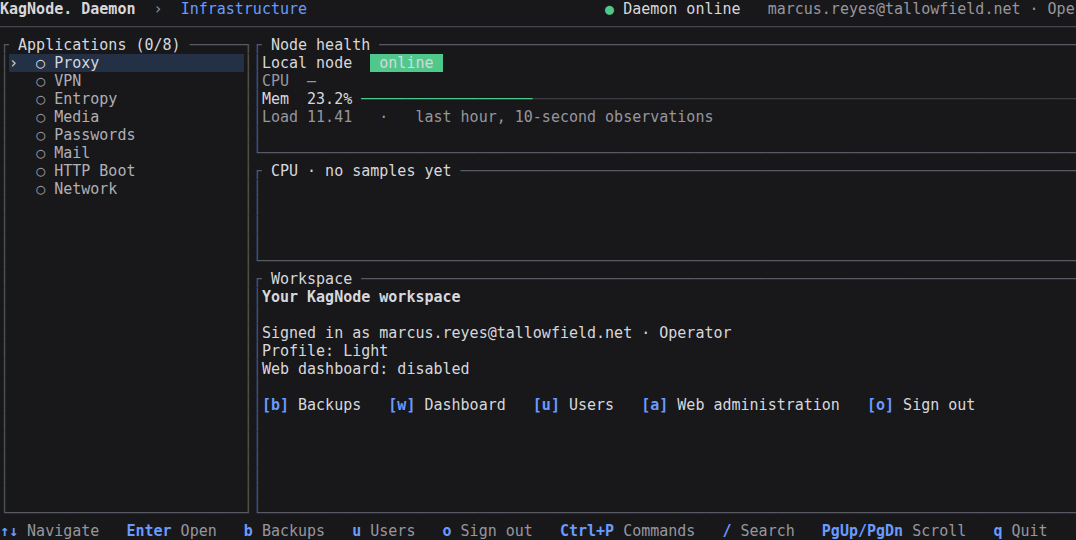 KagNode. Daemon › Infrastructure ● Daemon online marcus.reyes@tallowfield.net · Ope
Applications (0/8)
› ○ Proxy
○ VPN
○ Entropy
○ Media
○ Passwords
○ Mail
○ HTTP Boot
○ Network
Node health
Local node online
CPU —
Mem 23.2%
Load 11.41 · last hour, 10-second observations
CPU · no samples yet
Workspace
Your KagNode workspace
Signed in as marcus.reyes@tallowfield.net · Operator
Profile: Light
Web dashboard: disabled
[b] Backups [w] Dashboard [u] Users [a] Web administration [o] Sign out
↑↓ Navigate Enter Open b Backups u Users o Sign out Ctrl+P Commands / Search PgUp/PgDn Scroll q Quit